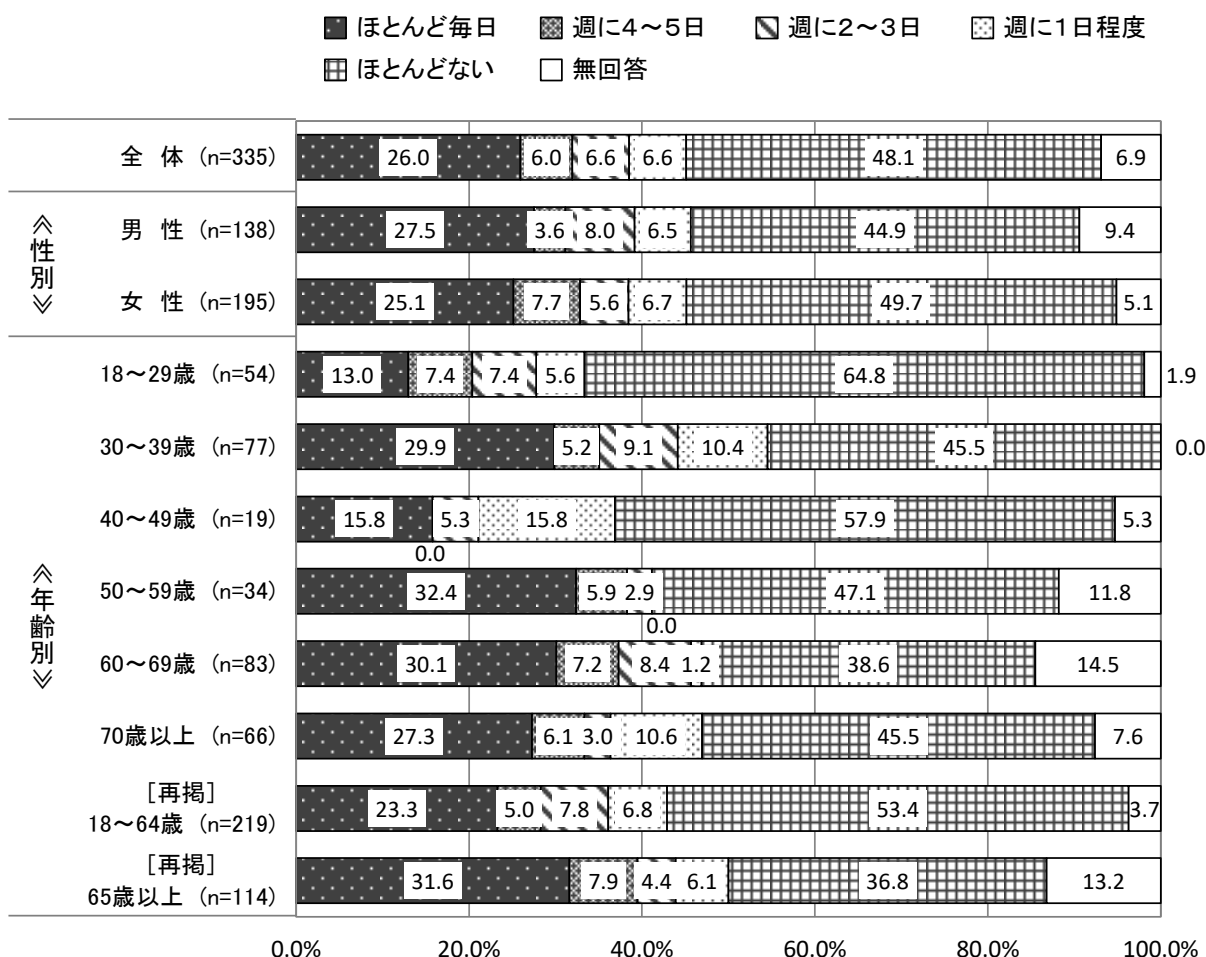 ほとんど毎日 週に4～5日 週に2～3日 週に1日程度
ほとんどない 無回答
全 体 (n=335) 26.0 6.0 6.6 6.6 48.1 6.9
≪性別≫
男 性 (n=138) 27.5 3.6 8.0 6.5 44.9 9.4
女 性 (n=195) 25.1 7.7 5.6 6.7 49.7 5.1
≪年齢別≫
18～29歳 (n=54) 13.0 7.4 7.4 5.6 64.8 1.9
30～39歳 (n=77) 29.9 5.2 9.1 10.4 45.5 0.0
40～49歳 (n=19) 15.8 5.3 15.8 57.9 5.3
0.0
50～59歳 (n=34) 32.4 5.9 2.9 47.1 11.8
0.0
60～69歳 (n=83) 30.1 7.2 8.4 1.2 38.6 14.5
70歳以上 (n=66) 27.3 6.1 3.0 10.6 45.5 7.6
［再掲］
18～64歳 (n=219) 23.3 5.0 7.8 6.8 53.4 3.7
［再掲］
65歳以上 (n=114) 31.6 7.9 4.4 6.1 36.8 13.2
0.0% 20.0% 40.0% 60.0% 80.0% 100.0%